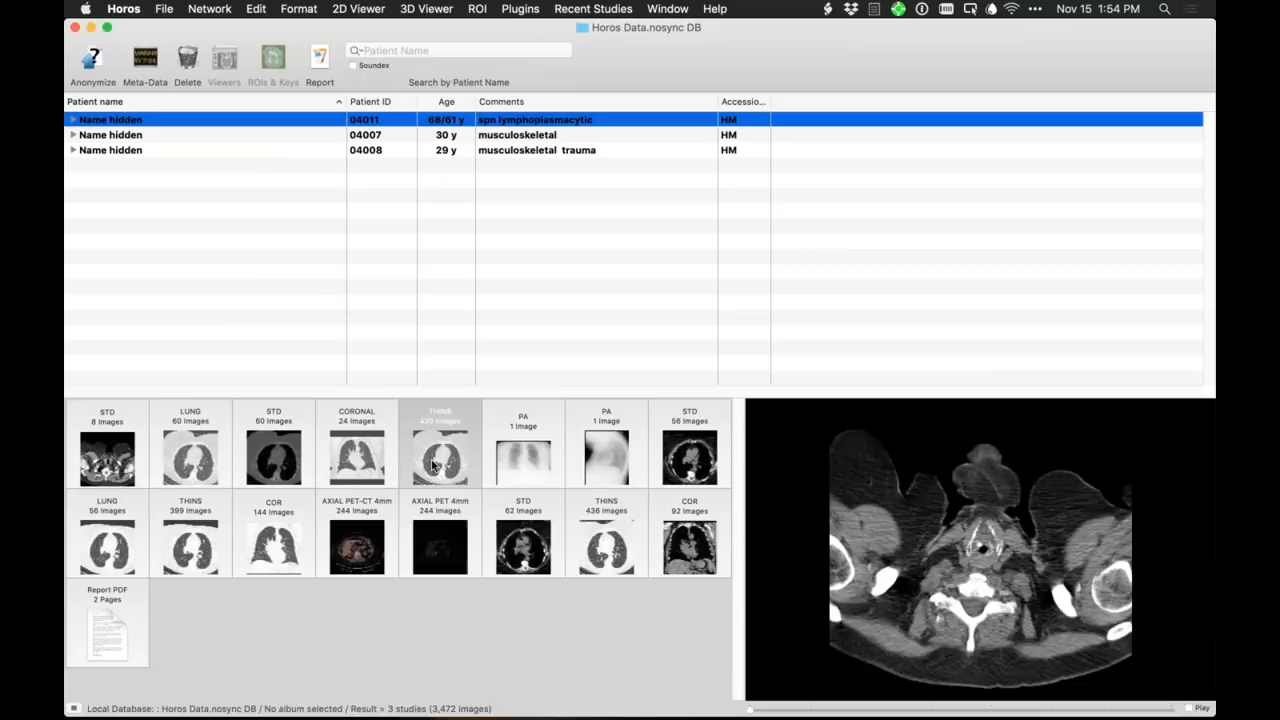 Horos File Network Edit Format 2D Viewer 3D Viewer ROI Plugins Recent Studies Window Help Nov 15 1:54 PM
Horos Data.nosync DB
Patient Name
Soundex
Anonymize Meta-Data Delete Viewers ROIs & Keys Report Search by Patient Name
Patient name Patient ID Age Comments Accessio...
Name hidden 04011 68/61 y spn lymphoplasmacytic HM
Name hidden 04007 30 y musculoskeletal HM
Name hidden 04008 29 y musculoskeletal trauma HM
STD LUNG STD CORONAL THINS PA PA STD
8 Images 60 Images 60 Images 24 Images 1 Image 1 Image 56 Images
LUNG THINS COR AXIAL PET-CT 4mm AXIAL PET 4mm STD THINS COR
56 Images 399 Images 144 Images 244 Images 244 Images 62 Images 436 Images 92 Images
Report PDF
2 Pages
Local Database: : Horos Data.nosync DB / No album selected / Result = 3 studies (3,472 images)
Play